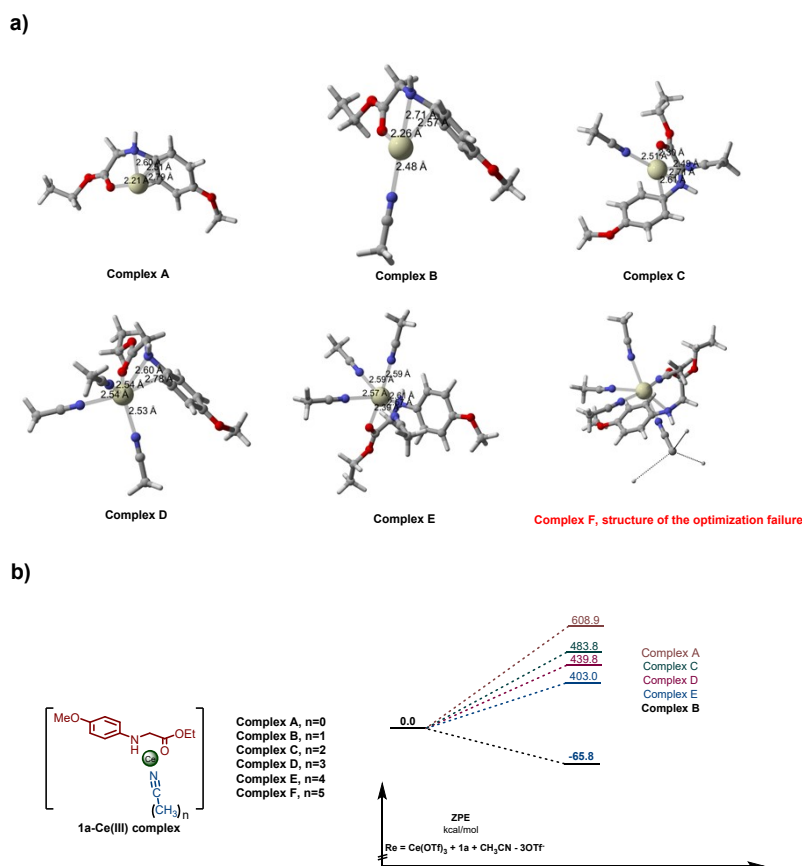 a)
2.60 Å
2.51 Å
2.79 Å
2.21 Å
Complex A
2.71 Å
2.57 Å
2.26 Å
2.48 Å
Complex B
2.51 Å
2.71 Å
2.61 Å
Complex C
2.60 Å
2.78 Å
2.54 Å
2.54 Å
2.53 Å
Complex D
2.59 Å
2.59 Å
2.57 Å
Complex E
Complex F, structure of the optimization failure
b)
MeO
N
H
O
OEt
Ce
N
C
(CH₃)n
1a-Ce(III) complex
Complex A, n=0
Complex B, n=1
Complex C, n=2
Complex D, n=3
Complex E, n=4
Complex F, n=5
0.0
608.9
483.8
439.8
403.0
-65.8
Complex A
Complex C
Complex D
Complex E
Complex B
ZPE
kcal/mol
Re = Ce(OTf)₃ + 1a + CH₃CN - 3OTf⁻